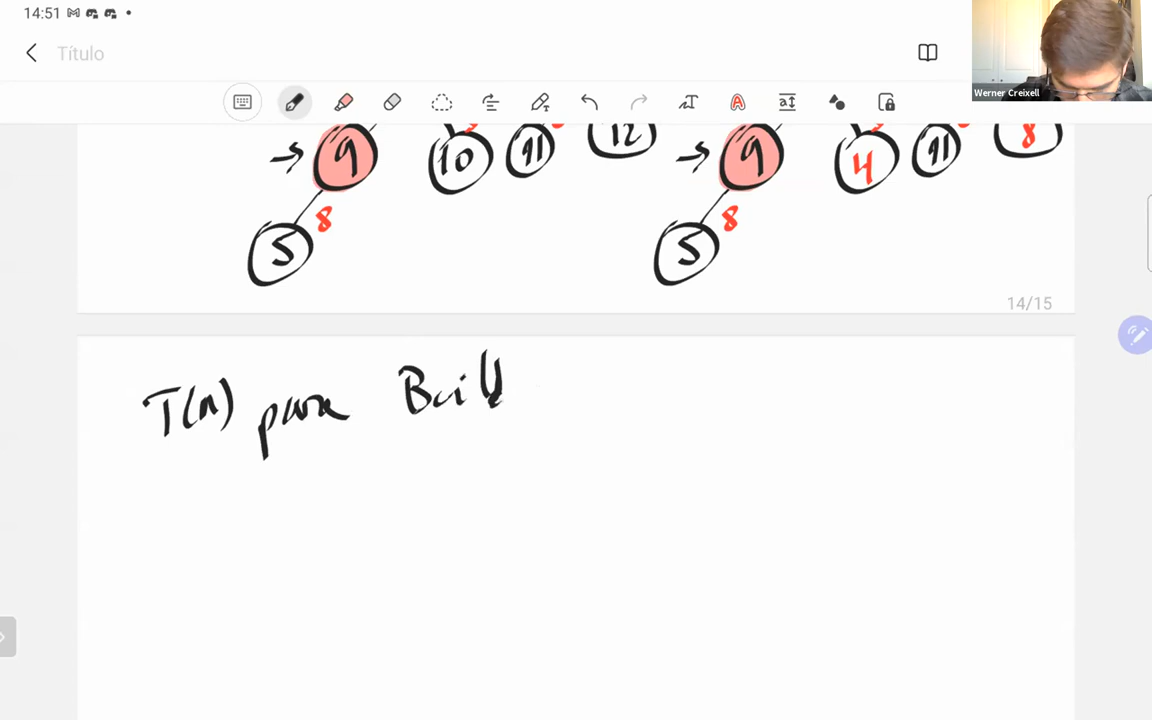 14:51
Título
Werner Creixell
9 10 11 12 9 4 11 8
8 8
5 5
14/15
T(n) para Buil